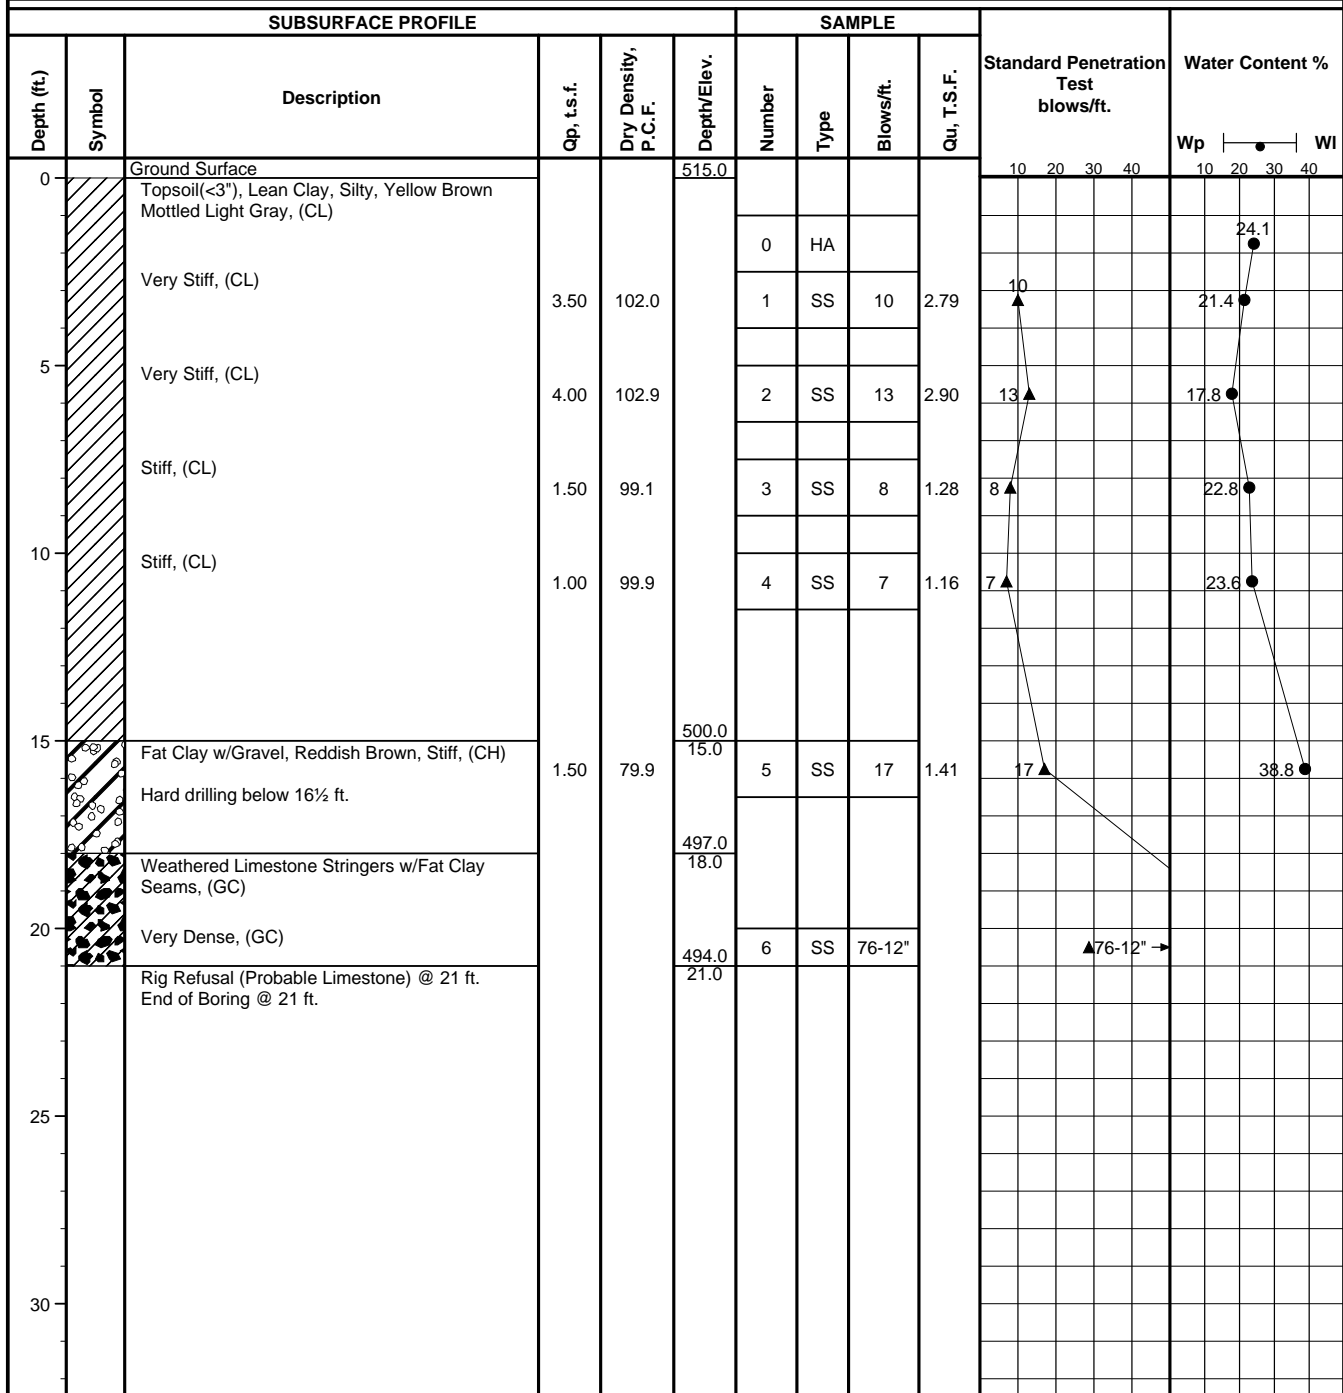 SUBSURFACE PROFILE
SAMPLE
Depth (ft.)
Symbol
Description
Qp, t.s.f.
Dry Density,
P.C.F.
Depth/Elev.
Number
Type
Blows/ft.
Qu, T.S.F.
Standard Penetration
Test
blows/ft.
Water Content %
Wp
Wl
10 20 30 40
10 20 30 40
Ground Surface
515.0
0
Topsoil(<3"), Lean Clay, Silty, Yellow Brown
Mottled Light Gray, (CL)
0 HA
24.1
Very Stiff, (CL)
3.50 102.0 1 SS 10 2.79 10 21.4
5
Very Stiff, (CL)
4.00 102.9 2 SS 13 2.90 13 17.8
Stiff, (CL)
1.50 99.1 3 SS 8 1.28 8 22.8
10
Stiff, (CL)
1.00 99.9 4 SS 7 1.16 7 23.6
500.0
15
15.0
Fat Clay w/Gravel, Reddish Brown, Stiff, (CH)
1.50 79.9 5 SS 17 1.41 17 38.8
Hard drilling below 16½ ft.
497.0
18.0
Weathered Limestone Stringers w/Fat Clay
Seams, (GC)
20
Very Dense, (GC)
6 SS 76-12" 76-12"
494.0
21.0
Rig Refusal (Probable Limestone) @ 21 ft.
End of Boring @ 21 ft.
25
30